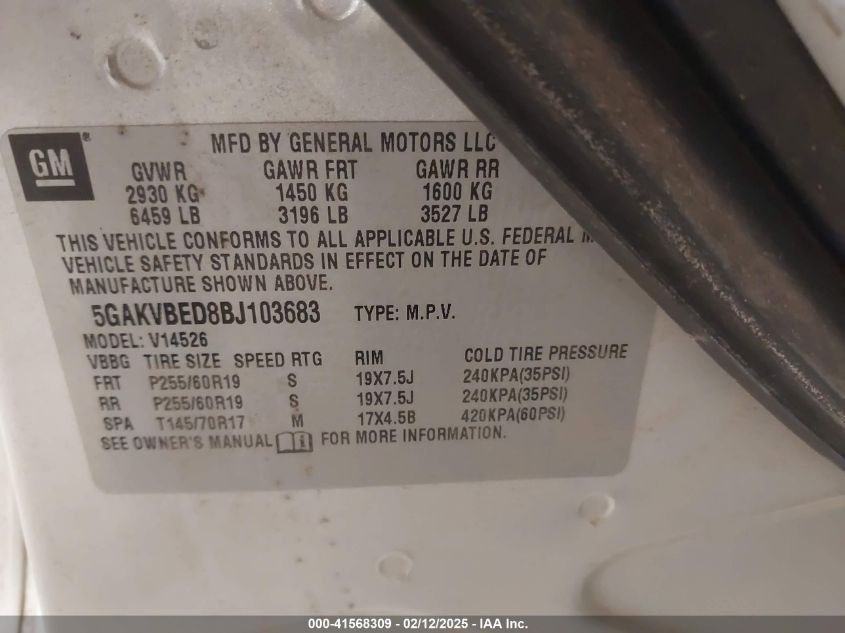 GM®
MFD BY GENERAL MOTORS LLC
GVWR GAWR FRT GAWR RR
2930 KG 1450 KG 1600 KG
6459 LB 3196 LB 3527 LB
THIS VEHICLE CONFORMS TO ALL APPLICABLE U.S. FEDERAL
VEHICLE SAFETY STANDARDS IN EFFECT ON THE DATE OF
MANUFACTURE SHOWN ABOVE.
5GAKVBED8BJ103683 TYPE: M.P.V.
MODEL: V14526
VBBG TIRE SIZE SPEED RTG RIM COLD TIRE PRESSURE
FRT P255/60R19 S 19X7.5J 240KPA(35PSI)
RR P255/60R19 S 19X7.5J 240KPA(35PSI)
SPA T145/70R17 M 17X4.5B 420KPA(60PSI)
SEE OWNER'S MANUAL FOR MORE INFORMATION.
000-41568309 - 02/12/2025 - IAA Inc.